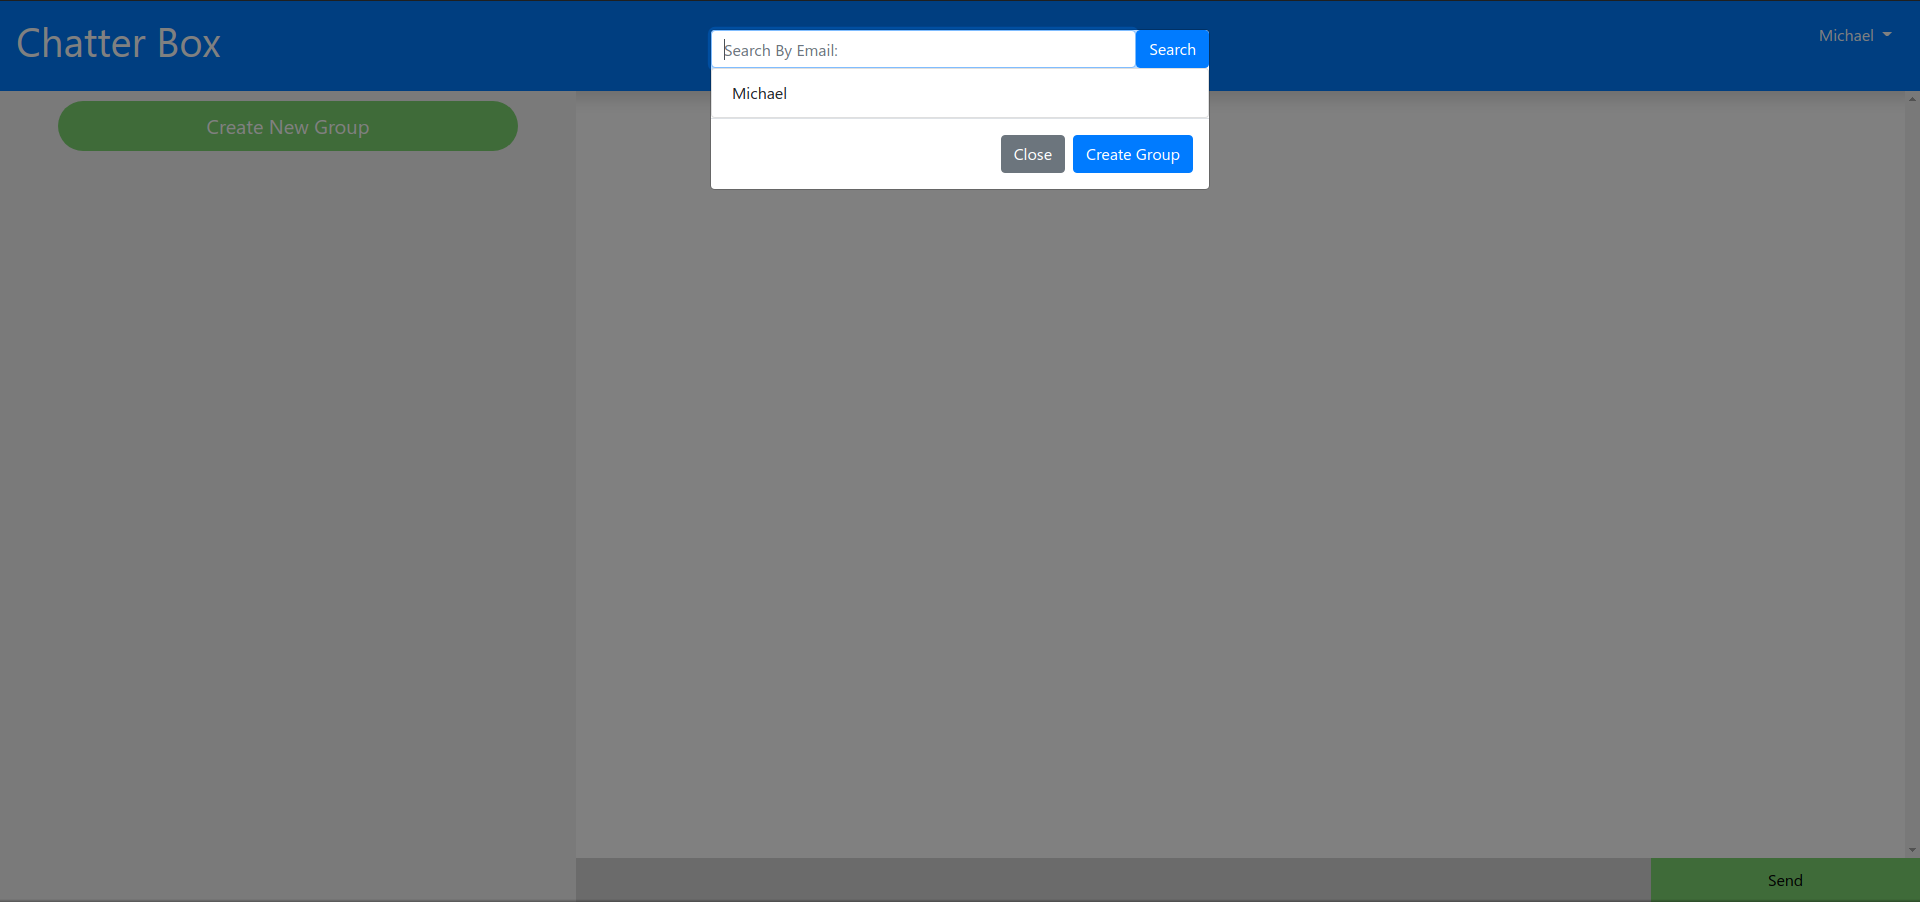 Chatter Box
Search By Email:
Search
Michael
Michael
Create New Group
Close
Create Group
Send